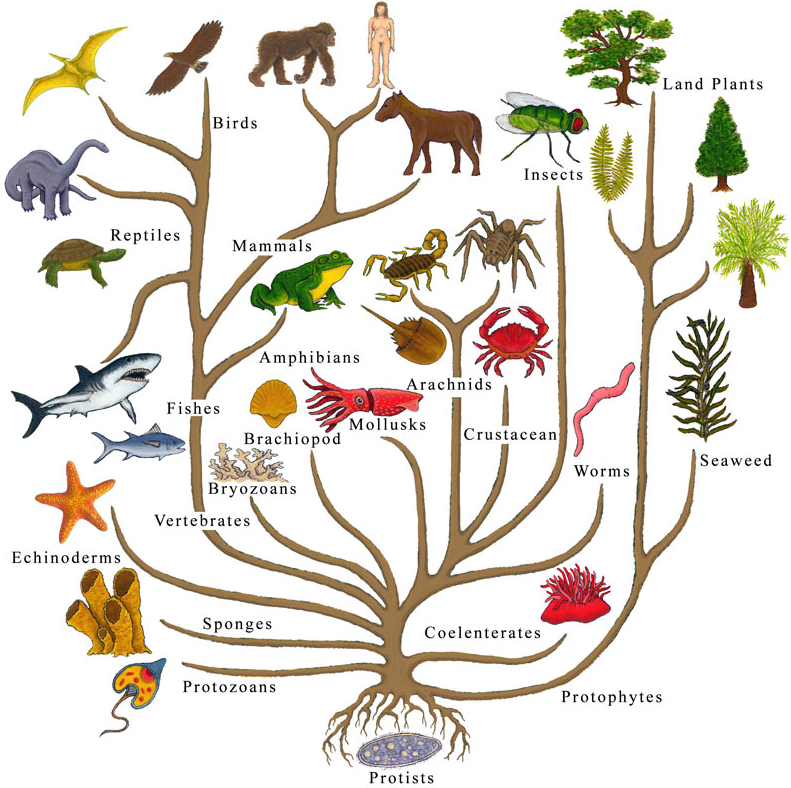 Land Plants
Birds
Insects
Reptiles
Mammals
Amphibians
Arachnids
Fishes
Mollusks
Brachiopod
Crustacean
Seaweed
Worms
Bryozoans
Vertebrates
Echinoderms
Sponges
Coelenterates
Protozoans
Protophytes
Protists